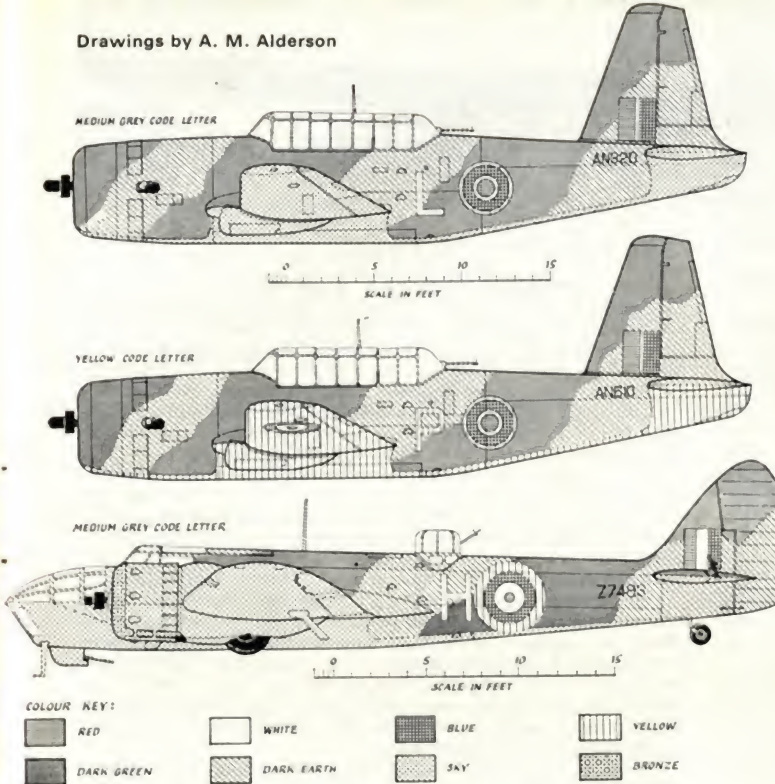 Drawings by A. M. Alderson
MEDIUM GREY CODE LETTER
AN920
L
0 5 10 15
SCALE IN FEET
YELLOW CODE LETTER
AN610
P
MEDIUM GREY CODE LETTER
H
Z7483
0 5 10 15
SCALE IN FEET
COLOUR KEY:
RED WHITE BLUE YELLOW
DARK GREEN DARK EARTH SKY BRONZE